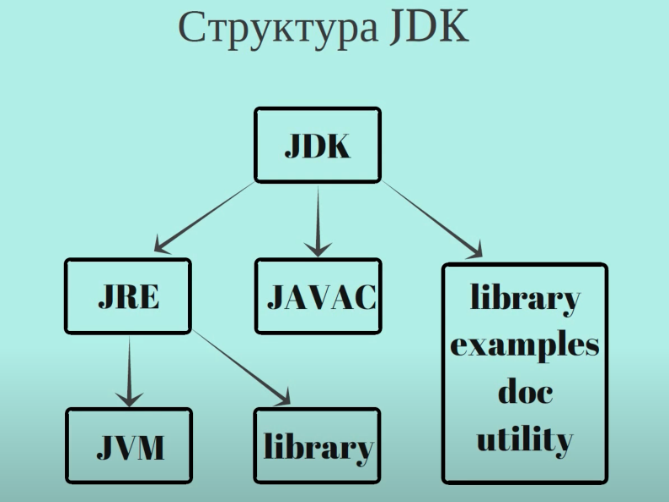 Структура JDK
JDK
JRE
JAVAC
library
examples
doc
utility
JVM
library